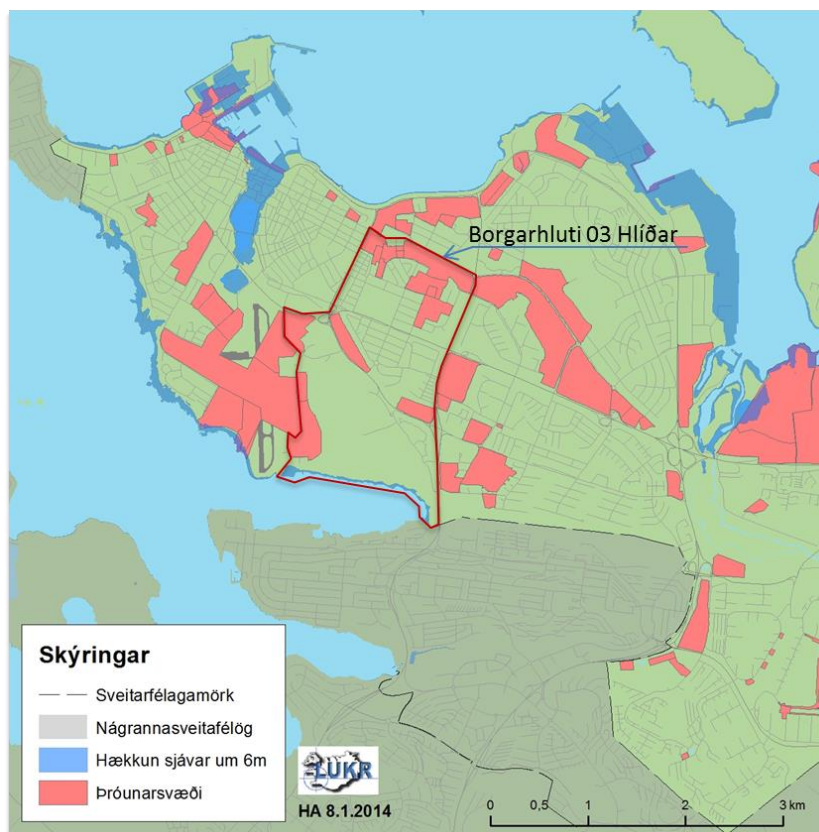 Borgarhluti 03 Hlíðar
Skýringar
Sveitarfélagamörk
Nágrannasveitafélög
Hækkun sjávar um 6m
Þróunarsvæði
LUKR
HA 8.1.2014
0 0,5 1 2 3 km